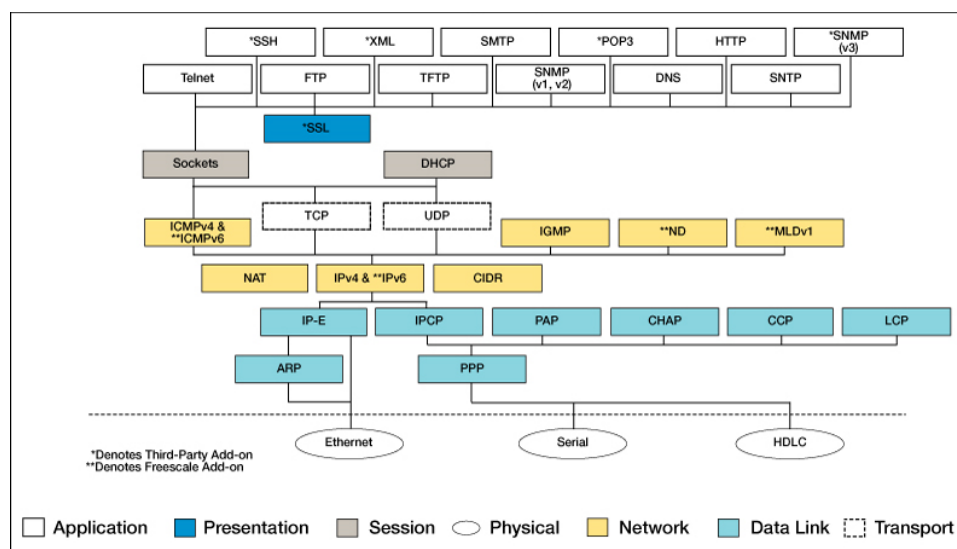 *SSH
*XML
SMTP
*POP3
HTTP
*SNMP
(v3)
Telnet
FTP
TFTP
SNMP
(v1, v2)
DNS
SNTP
*SSL
Sockets
DHCP
ICMPv4 &
**ICMPv6
TCP
UDP
IGMP
**ND
**MLDv1
NAT
IPv4 & **IPv6
CIDR
IP-E
IPCP
PAP
CHAP
CCP
LCP
ARP
PPP
Ethernet
Serial
HDLC
*Denotes Third-Party Add-on
**Denotes Freescale Add-on
Application
Presentation
Session
Physical
Network
Data Link
Transport